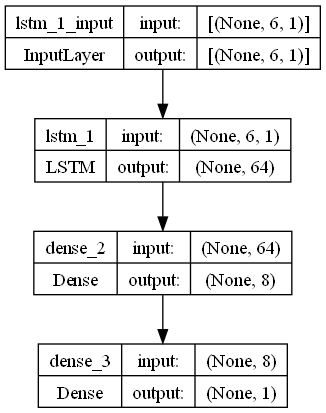 lstm_1_input input: [(None, 6, 1)]
InputLayer output: [(None, 6, 1)]
lstm_1 input: (None, 6, 1)
LSTM output: (None, 64)
dense_2 input: (None, 64)
Dense output: (None, 8)
dense_3 input: (None, 8)
Dense output: (None, 1)